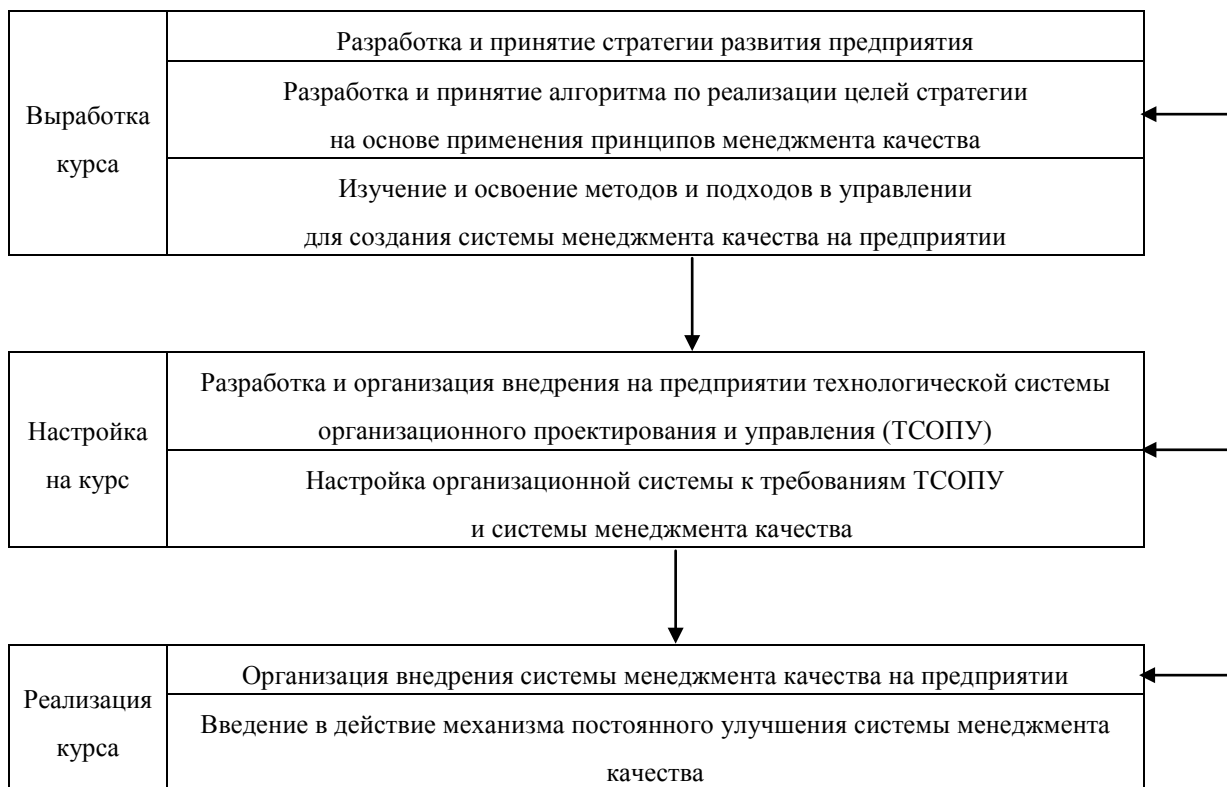 Выработка
курса
Разработка и принятие стратегии развития предприятия
Разработка и принятие алгоритма по реализации целей стратегии
на основе применения принципов менеджмента качества
Изучение и освоение методов и подходов в управлении
для создания системы менеджмента качества на предприятии
Настройка
на курс
Разработка и организация внедрения на предприятии технологической системы
организационного проектирования и управления (ТСОПУ)
Настройка организационной системы к требованиям ТСОПУ
и системы менеджмента качества
Реализация
курса
Организация внедрения системы менеджмента качества на предприятии
Введение в действие механизма постоянного улучшения системы менеджмента
качества